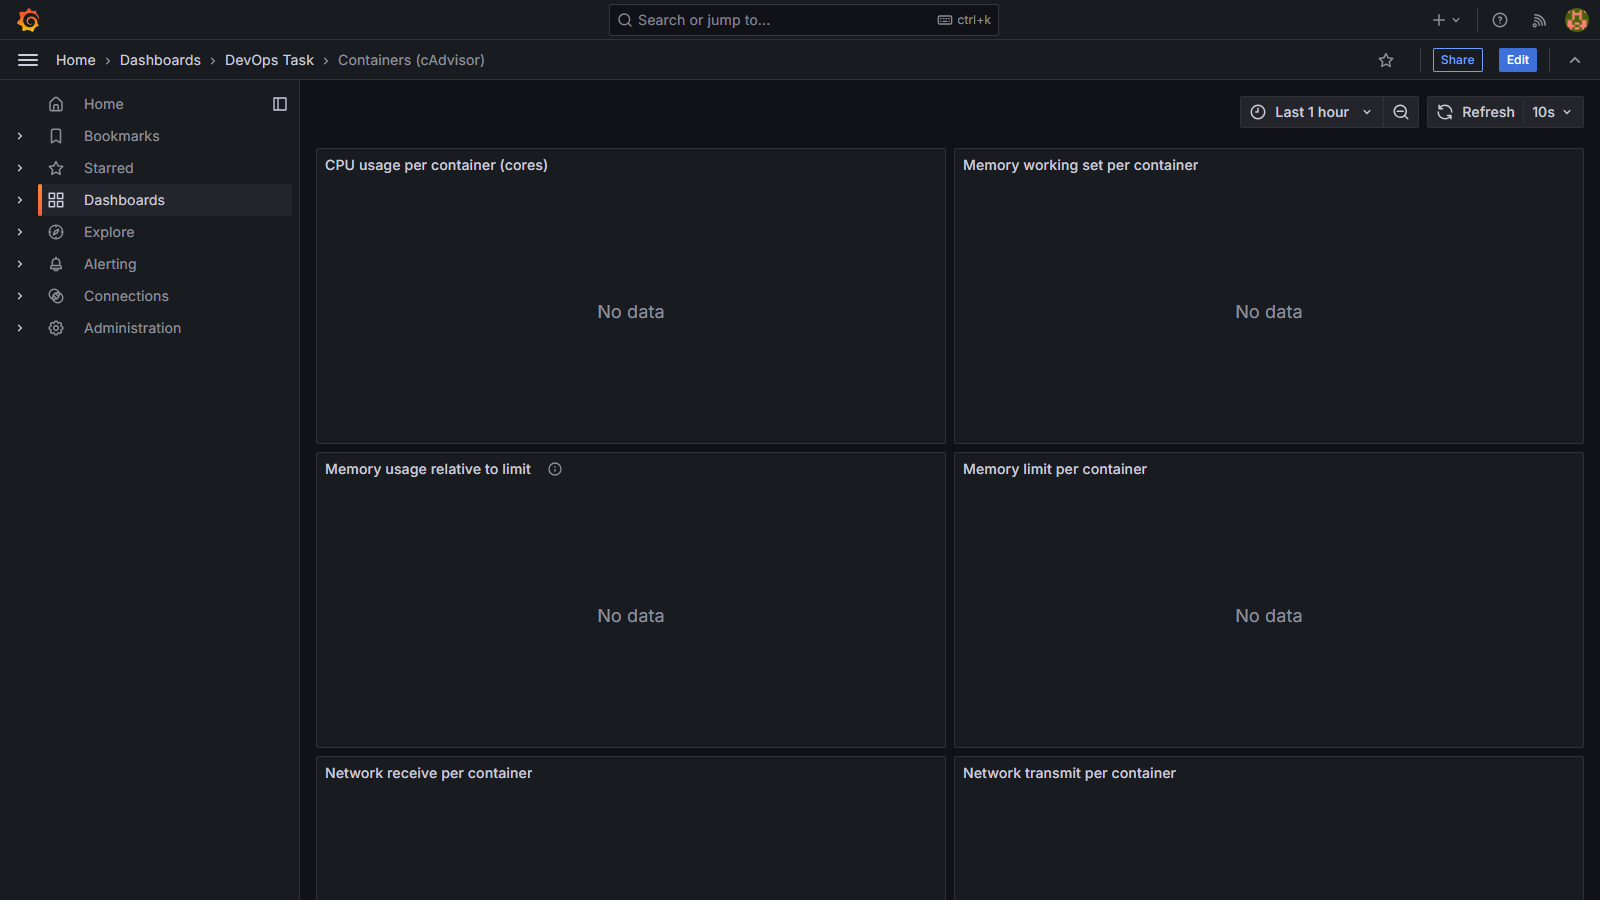 Search or jump to...
ctrl+k
Home › Dashboards › DevOps Task › Containers (cAdvisor)
Share
Edit
Home
Bookmarks
Starred
Dashboards
Explore
Alerting
Connections
Administration
Last 1 hour
Refresh
10s
CPU usage per container (cores)
No data
Memory working set per container
No data
Memory usage relative to limit
No data
Memory limit per container
No data
Network receive per container
Network transmit per container